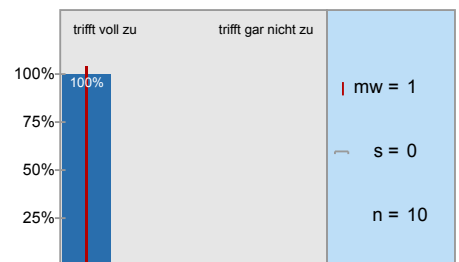 trifft voll zu trifft gar nicht zu
100%
100%
75%
50%
25%
mw = 1
s = 0
n = 10